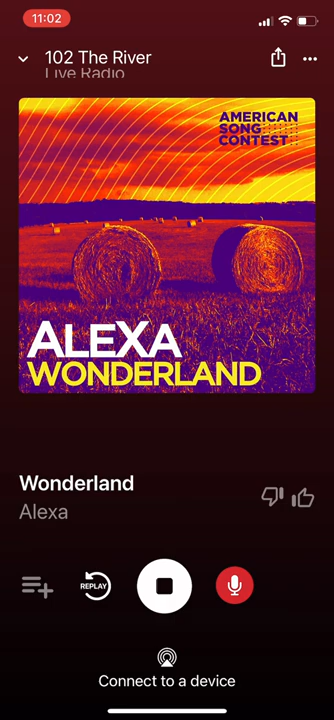 11:02
102 The River
Live Radio
AMERICAN
SONG
CONTEST
ALEXA
WONDERLAND
Wonderland
Alexa
REPLAY
Connect to a device